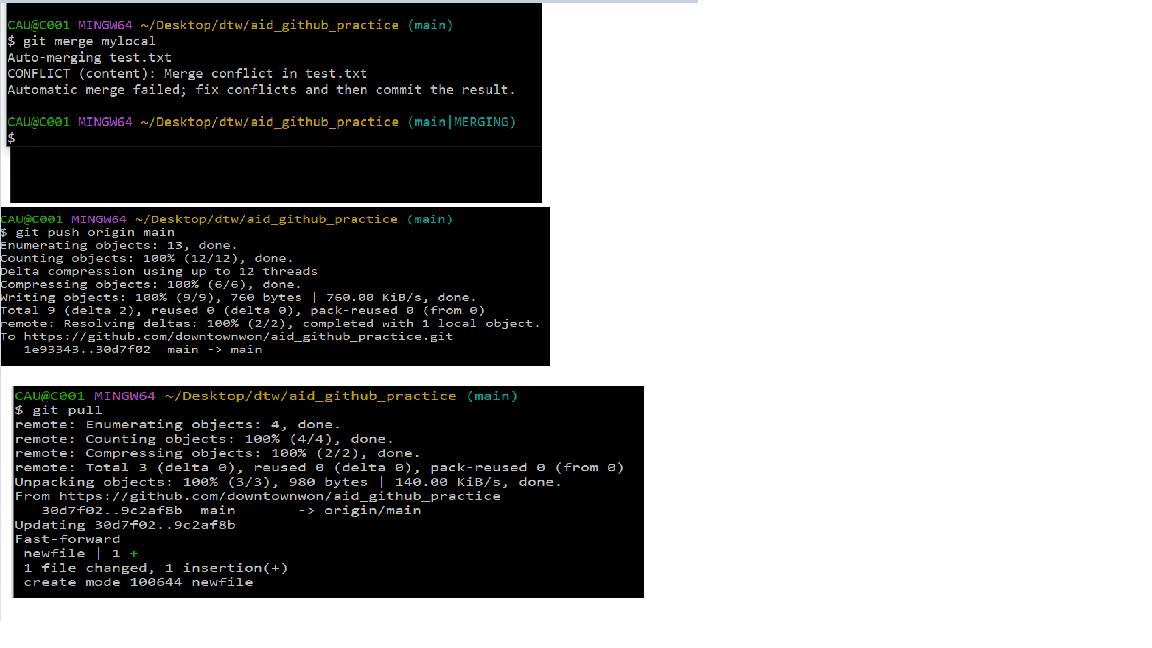 CAU@C001 MINGW64 ~/Desktop/dtw/aid_github_practice (main)
$ git merge mylocal
Auto-merging test.txt
CONFLICT (content): Merge conflict in test.txt
Automatic merge failed; fix conflicts and then commit the result.
CAU@C001 MINGW64 ~/Desktop/dtw/aid_github_practice (main|MERGING)
$
CAU@C001 MINGW64 ~/Desktop/dtw/aid_github_practice (main)
$ git push origin main
Enumerating objects: 13, done.
Counting objects: 100% (12/12), done.
Delta compression using up to 12 threads
Compressing objects: 100% (6/6), done.
Writing objects: 100% (9/9), 760 bytes | 760.00 KiB/s, done.
Total 9 (delta 2), reused 0 (delta 0), pack-reused 0 (from 0)
remote: Resolving deltas: 100% (2/2), completed with 1 local object.
To https://github.com/downtownwon/aid_github_practice.git
   1e93343..30d7f02  main -> main
CAU@C001 MINGW64 ~/Desktop/dtw/aid_github_practice (main)
$ git pull
remote: Enumerating objects: 4, done.
remote: Counting objects: 100% (4/4), done.
remote: Compressing objects: 100% (2/2), done.
remote: Total 3 (delta 0), reused 0 (delta 0), pack-reused 0 (from 0)
Unpacking objects: 100% (3/3), 980 bytes | 140.00 KiB/s, done.
From https://github.com/downtownwon/aid_github_practice
   30d7f02..9c2af8b  main       -> origin/main
Updating 30d7f02..9c2af8b
Fast-forward
 newfile | 1 +
 1 file changed, 1 insertion(+)
 create mode 100644 newfile